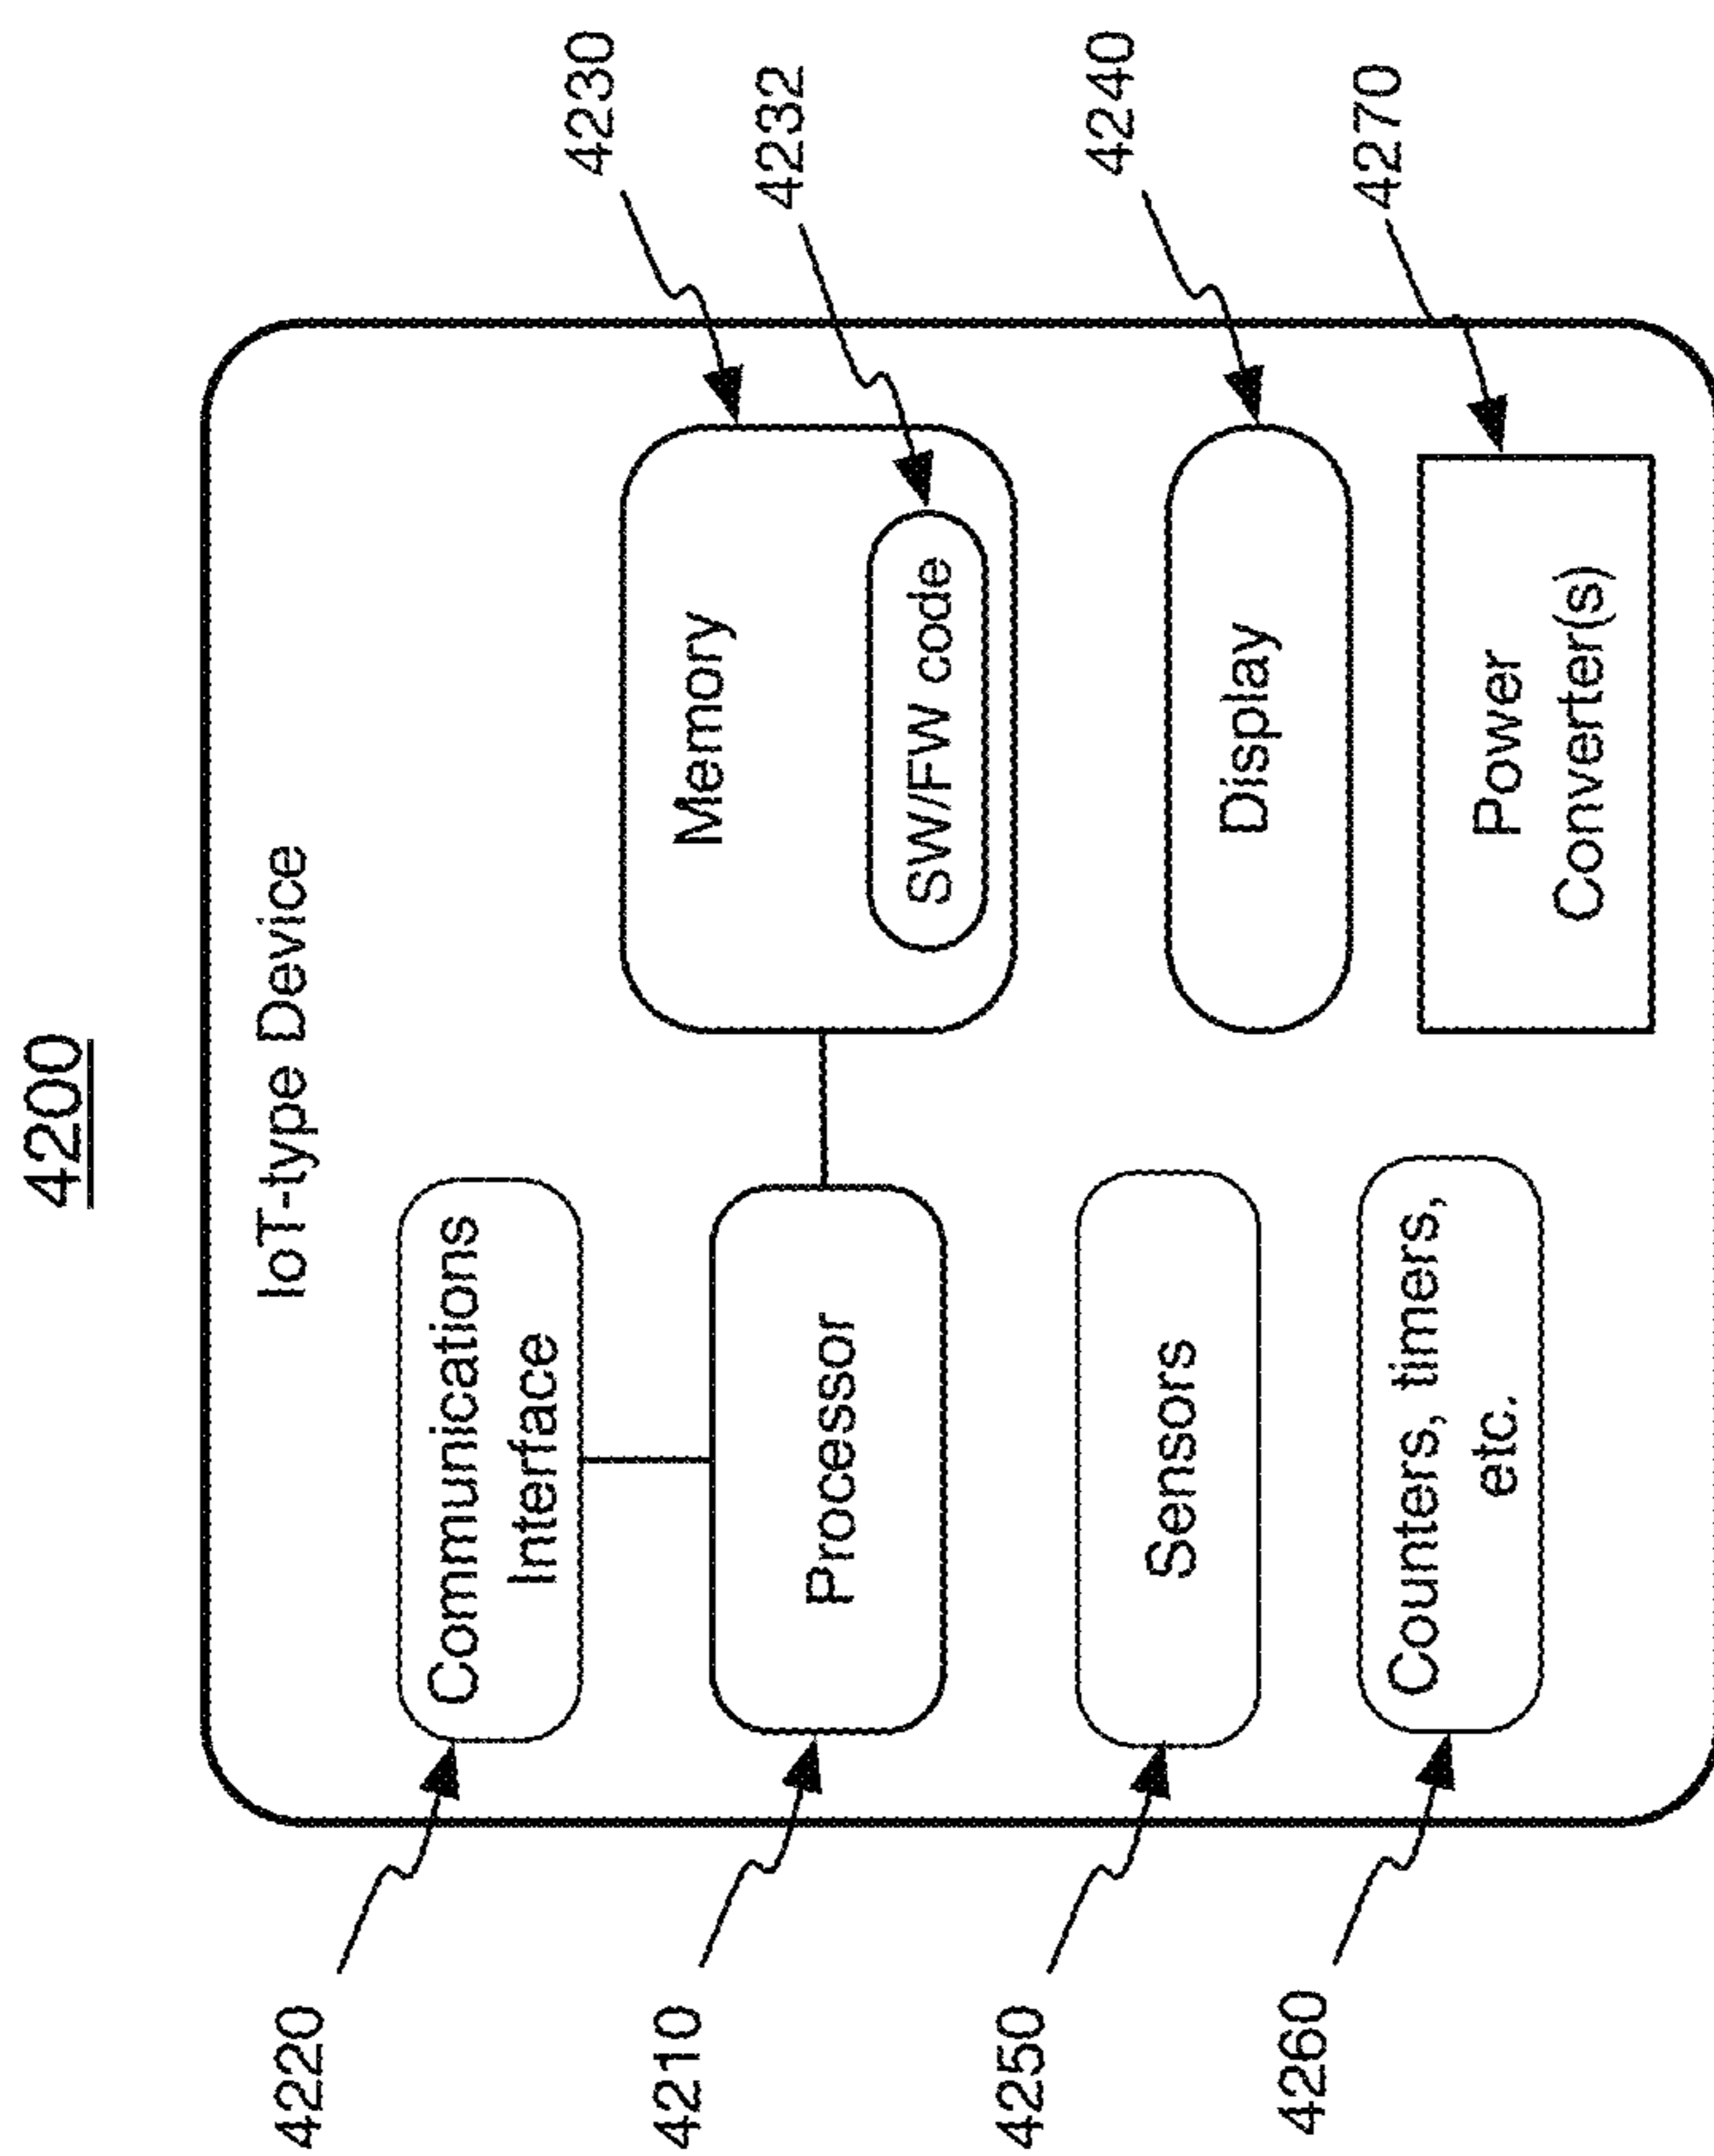 4200
IoT-type Device
4220
Communications
Interface
4230
Memory
4232
SW/FW code
4210
Processor
4250
Sensors
4240
Display
4260
Counters, timers,
etc.
4270
Power
Converter(s)